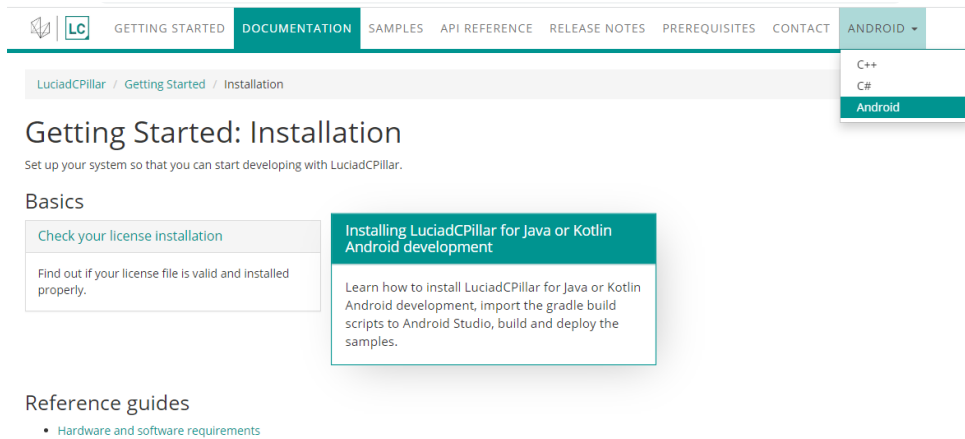 LC GETTING STARTED DOCUMENTATION SAMPLES API REFERENCE RELEASE NOTES PREREQUISITES CONTACT ANDROID
C++
C#
Android
LuciadCPillar / Getting Started / Installation
Getting Started: Installation
Set up your system so that you can start developing with LuciadCPillar.
Basics
Check your license installation
Find out if your license file is valid and installed
properly.
Installing LuciadCPillar for Java or Kotlin
Android development
Learn how to install LuciadCPillar for Java or Kotlin
Android development, import the gradle build
scripts to Android Studio, build and deploy the
samples.
Reference guides
• Hardware and software requirements